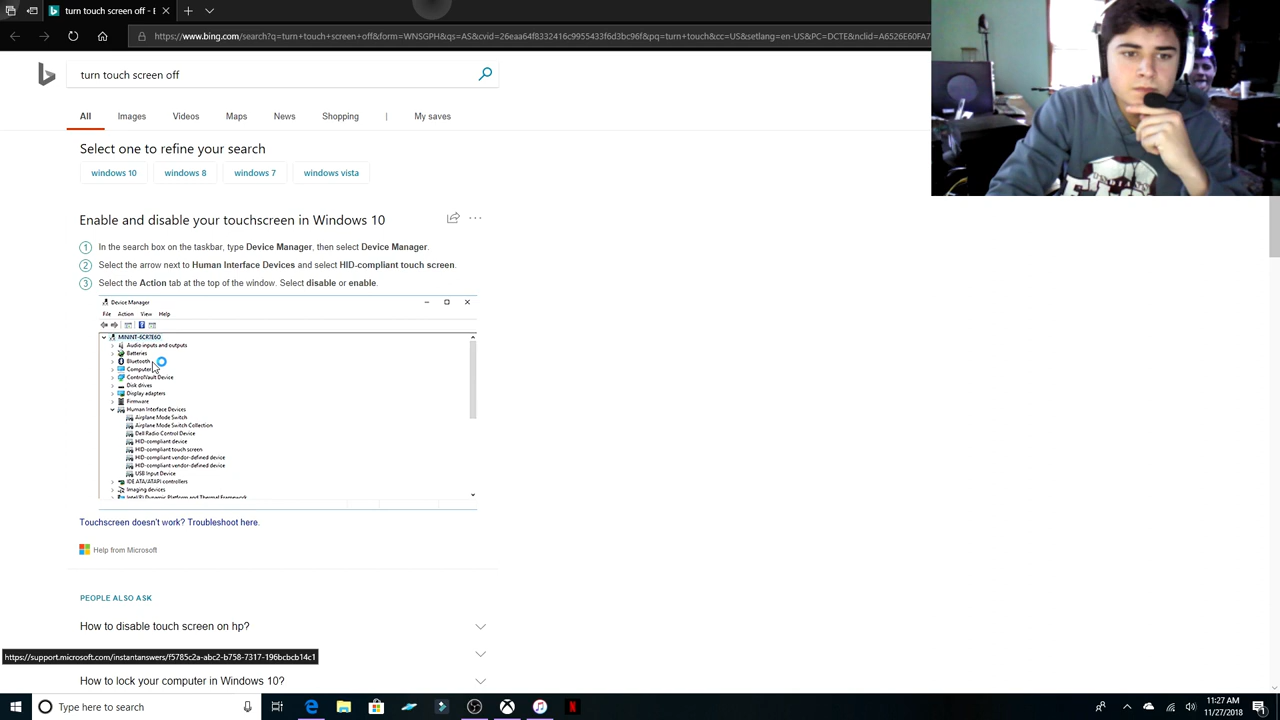 turn touch screen off - B
https://www.bing.com/search?q=turn+touch+screen+off&form=WNSGPH&qs=AS&cvid=26eaa64f8332416c9955433f6d3bc96f&pq=turn+touch&cc=US&setlang=en-US&PC=DCTE&nclid=A6526E60FA7
turn touch screen off
All Images Videos Maps News Shopping | My saves
Select one to refine your search
windows 10 windows 8 windows 7 windows vista
Enable and disable your touchscreen in Windows 10
1 In the search box on the taskbar, type Device Manager, then select Device Manager.
2 Select the arrow next to Human Interface Devices and select HID-compliant touch screen.
3 Select the Action tab at the top of the window. Select disable or enable.
Device Manager
File Action View Help
MININT-6CR7E6O
Audio inputs and outputs
Batteries
Bluetooth
Computer
ControlVault Device
Disk drives
Display adapters
Firmware
Human Interface Devices
Airplane Mode Switch
Airplane Mode Switch Collection
Dell Radio Control Device
HID-compliant device
HID-compliant touch screen
HID-compliant vendor-defined device
HID-compliant vendor-defined device
USB Input Device
IDE ATA/ATAPI controllers
Imaging devices
Intel(R) Dynamic Platform and Thermal Framework
Touchscreen doesn't work? Troubleshoot here.
Help from Microsoft
PEOPLE ALSO ASK
How to disable touch screen on hp?
https://support.microsoft.com/instantanswers/f5785c2a-abc2-b758-7317-196bcbcb14c1
How to lock your computer in Windows 10?
Type here to search
11:27 AM
11/27/2018